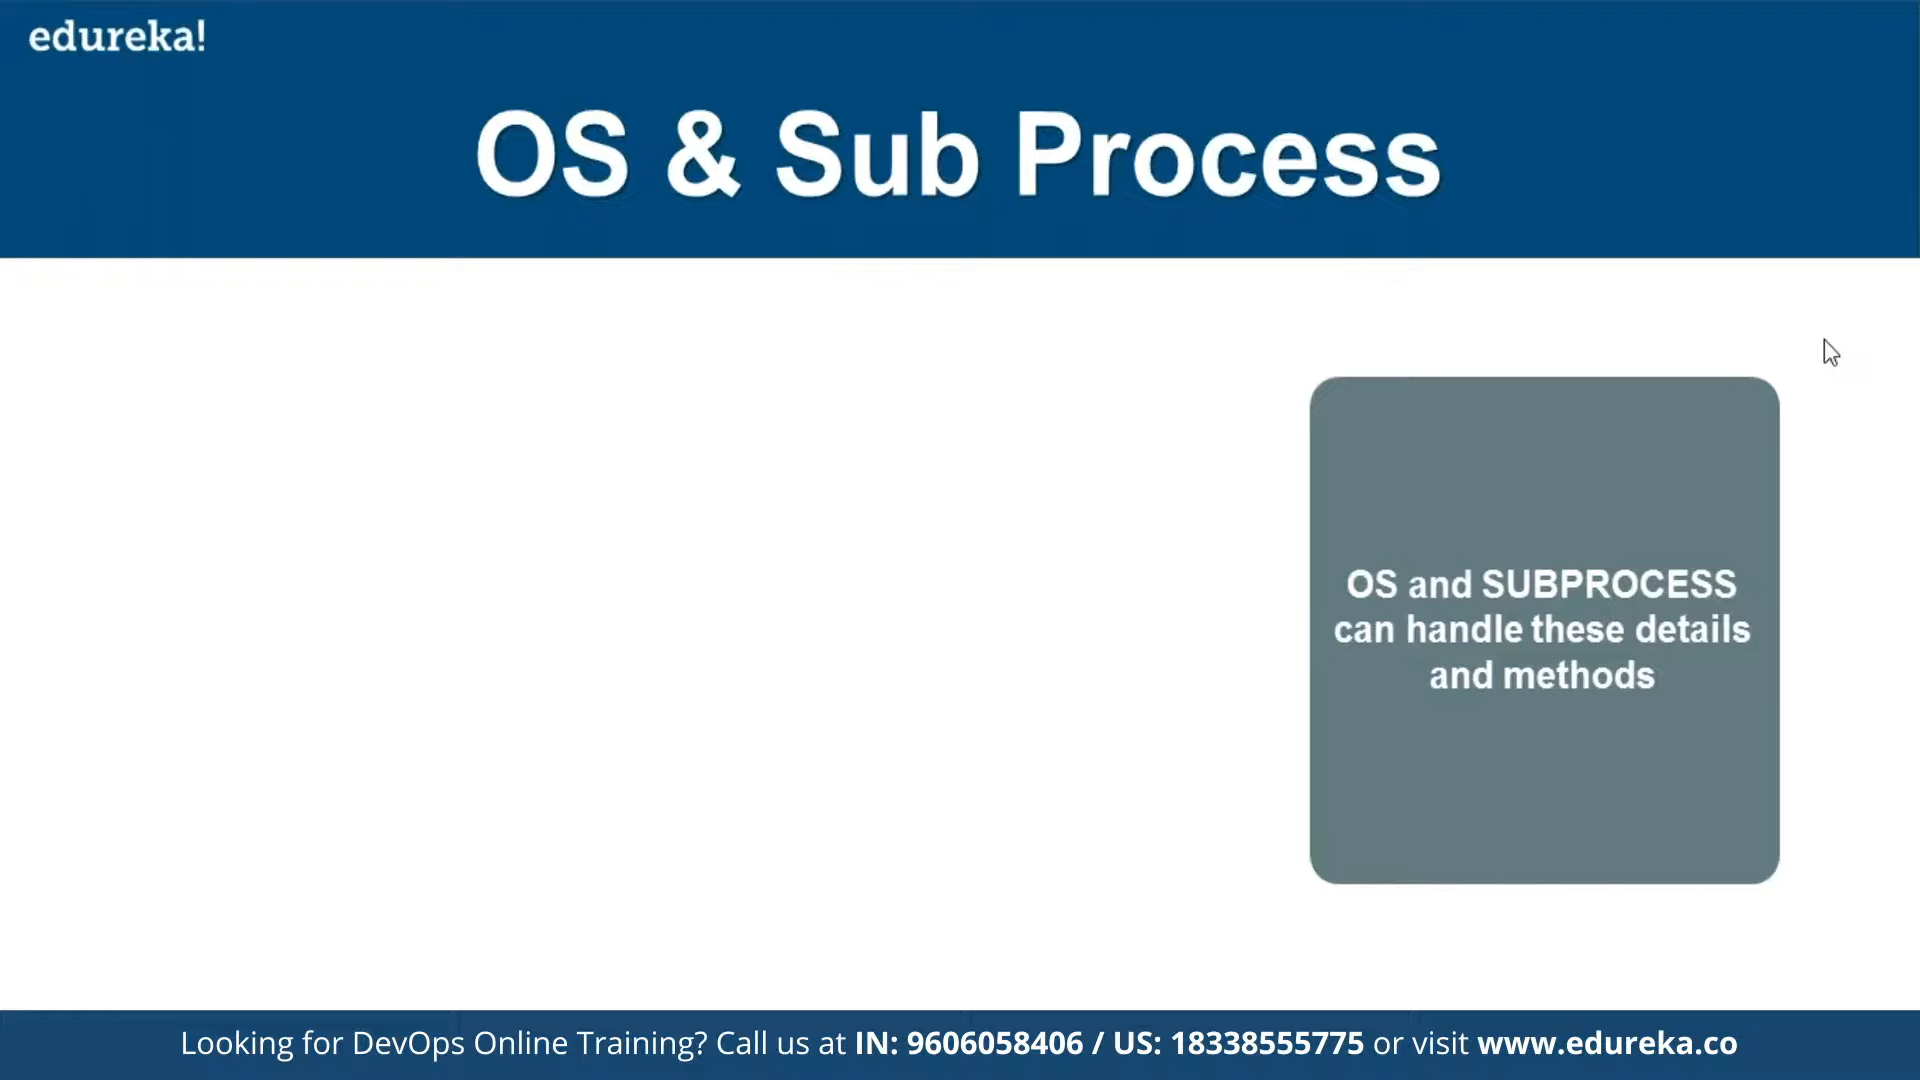 edureka!
OS & Sub Process
OS and SUBPROCESS
can handle these details
and methods
Looking for DevOps Online Training? Call us at IN: 9606058406 / US: 18338555775 or visit www.edureka.co